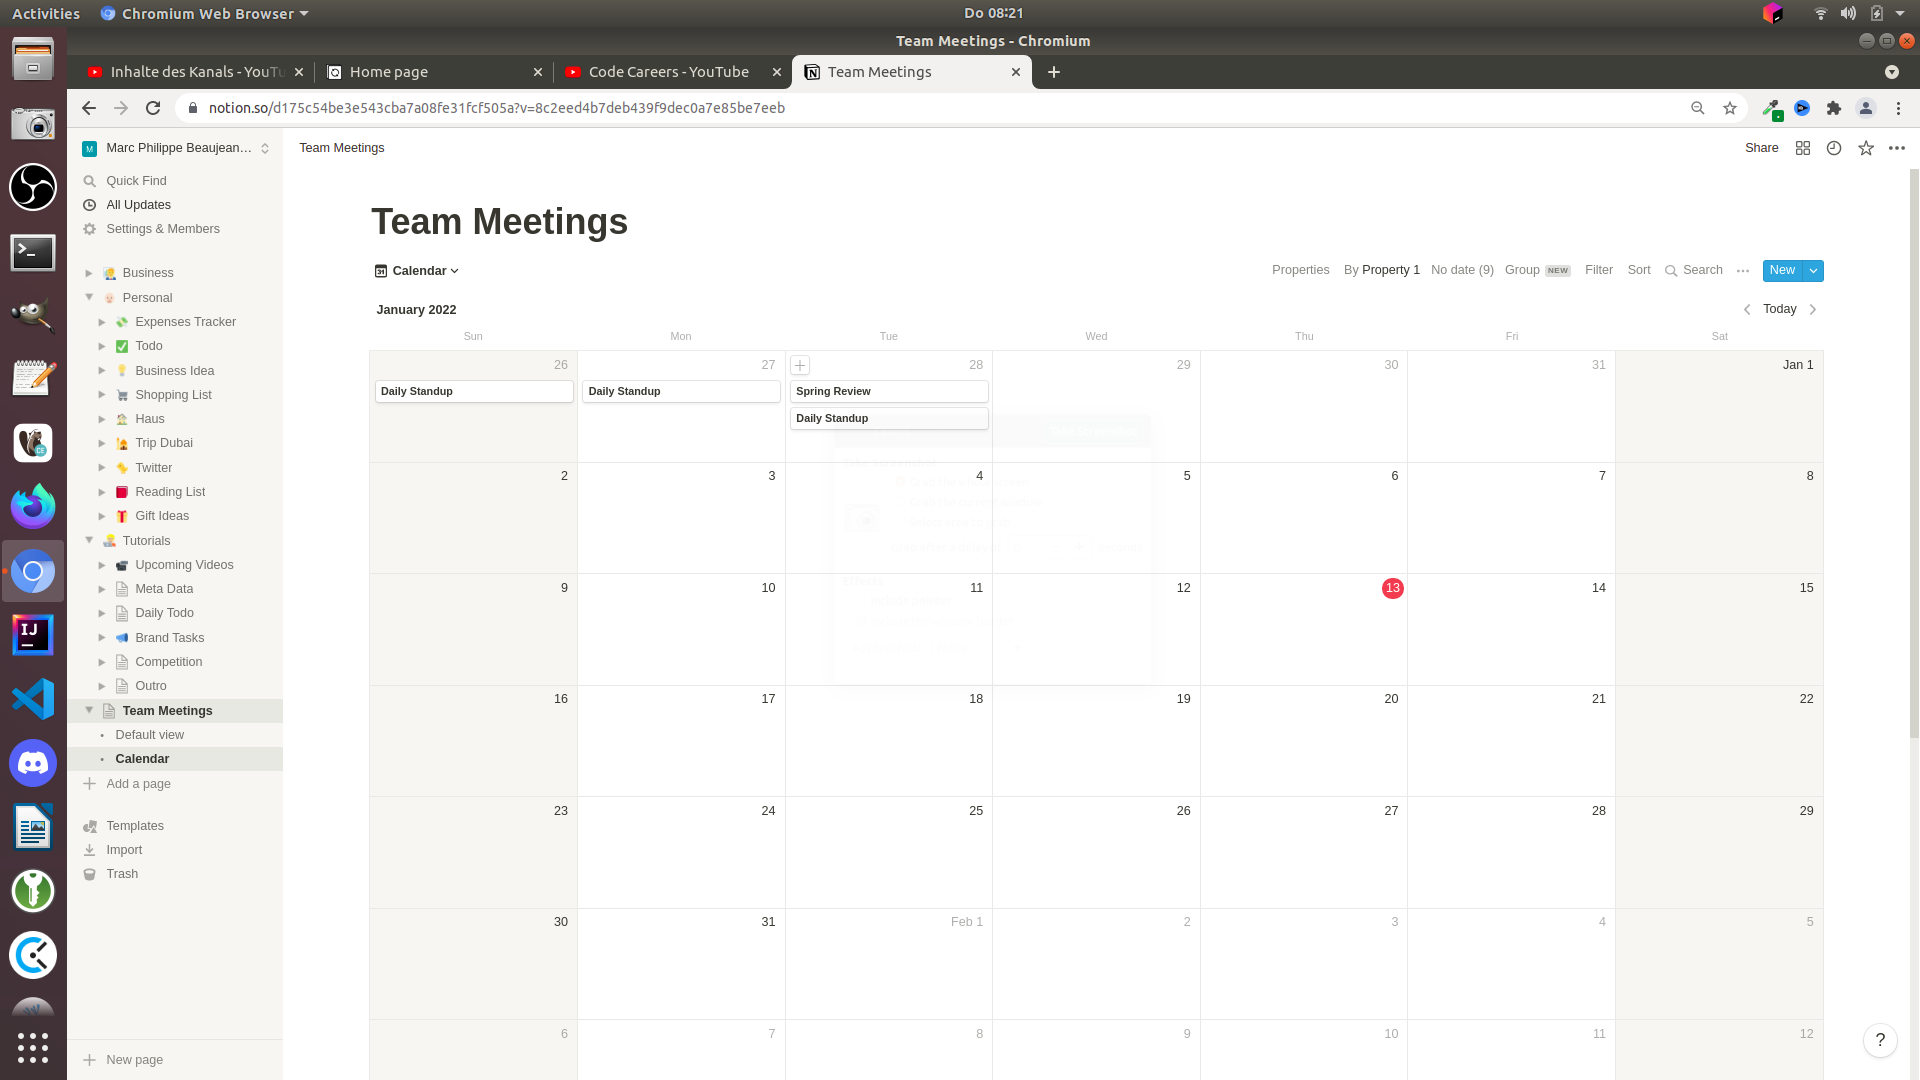 Activities
Chromium Web Browser
Do 08:21
Team Meetings - Chromium
Inhalte des Kanals - YouTu
Home page
Code Careers - YouTube
Team Meetings
notion.so/d175c54be3e543cba7a08fe31fcf505a?v=8c2eed4b7deb439f9dec0a7e85be7eeb
M
Marc Philippe Beaujean...
Team Meetings
Share
Quick Find
All Updates
Settings & Members
Business
Personal
Expenses Tracker
Todo
Business Idea
Shopping List
Haus
Trip Dubai
Twitter
Reading List
Gift Ideas
Tutorials
Upcoming Videos
Meta Data
Daily Todo
Brand Tasks
Competition
Outro
Team Meetings
Default view
Calendar
Add a page
Templates
Import
Trash
New page
Team Meetings
Calendar
Properties
By Property 1
No date (9)
Group NEW
Filter
Sort
Search
New
January 2022
Today
Sun Mon Tue Wed Thu Fri Sat
26 27 28 29 30 31 Jan 1
Daily Standup
Daily Standup
Spring Review
Daily Standup
2 3 4 5 6 7 8
9 10 11 12 13 14 15
16 17 18 19 20 21 22
23 24 25 26 27 28 29
30 31 Feb 1 2 3 4 5
6 7 8 9 10 11 12
?
IJ